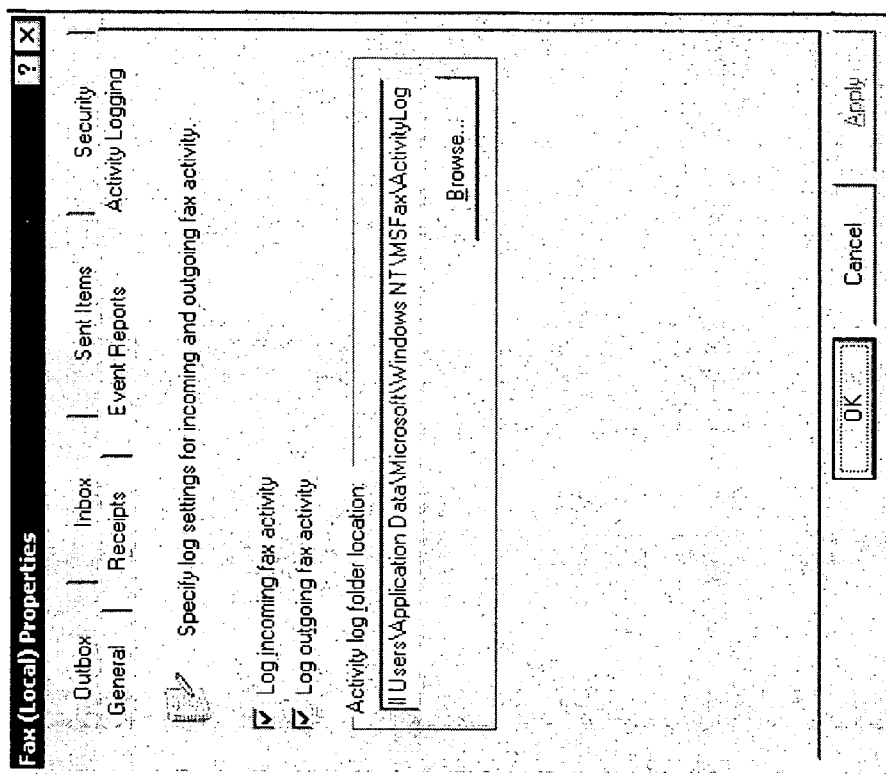 Fax (Local) Properties ? X
Outbox Inbox Sent Items Security
General Receipts Event Reports Activity Logging
Specify log settings for incoming and outgoing fax activity.
Log incoming fax activity
Log outgoing fax activity
Activity log folder location:
ll Users\Application Data\Microsoft\Windows NT\MSFax\ActivityLog
Browse...
OK Cancel Apply